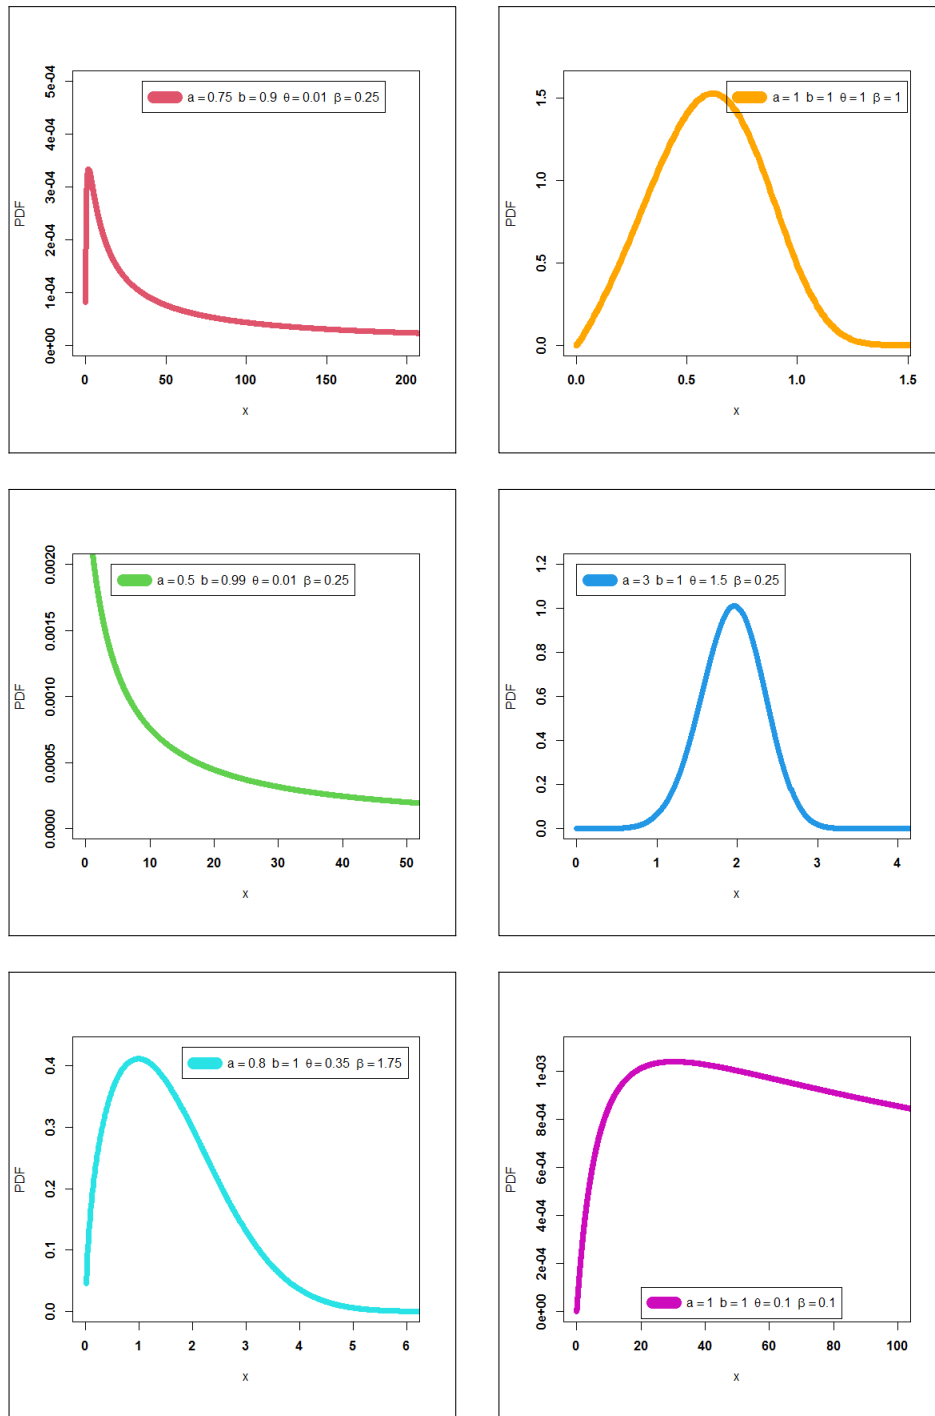 a = 0.75 b = 0.9 θ = 0.01 β = 0.25
PDF
0e+00 1e-04 2e-04 3e-04 4e-04 5e-04
0 50 100 150 200
x
a = 1 b = 1 θ = 1 β = 1
PDF
0.0 0.5 1.0 1.5
0.0 0.5 1.0 1.5
x
a = 0.5 b = 0.99 θ = 0.01 β = 0.25
PDF
0.0000 0.0005 0.0010 0.0015 0.0020
0 10 20 30 40 50
x
a = 3 b = 1 θ = 1.5 β = 0.25
PDF
0.0 0.2 0.4 0.6 0.8 1.0 1.2
0 1 2 3 4
x
a = 0.8 b = 1 θ = 0.35 β = 1.75
PDF
0.0 0.1 0.2 0.3 0.4
0 1 2 3 4 5 6
x
a = 1 b = 1 θ = 0.1 β = 0.1
PDF
0e+00 2e-04 4e-04 6e-04 8e-04 1e-03
0 20 40 60 80 100
x